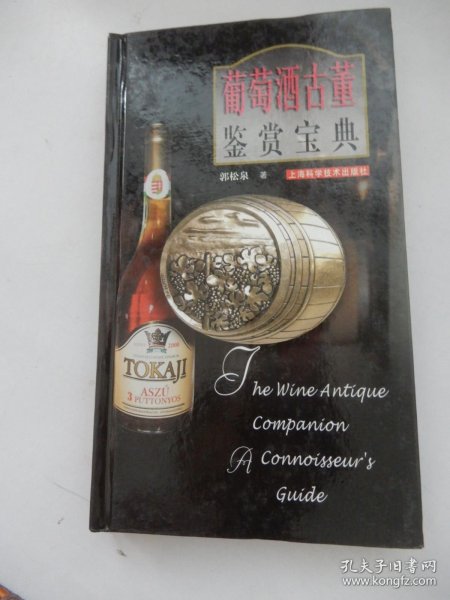 葡萄酒古董
鉴赏宝典
郭松泉 著
上海科学技术出版社
2000
TOKAJI
ASZÚ
3 PUTTONYOS
The Wine Antique
Companion
A Connoisseur's
Guide
孔夫子旧书网
www.kongfz.com